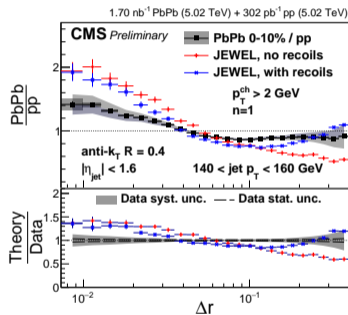 1.70 nb⁻¹ PbPb (5.02 TeV) + 302 pb⁻¹ pp (5.02 TeV)
CMS Preliminary
PbPb 0-10% / pp
JEWEL, no recoils
JEWEL, with recoils
p_T^ch > 2 GeV
n=1
PbPb
pp
2
1
anti-k_T R = 0.4
|η_jet| < 1.6
140 < jet p_T < 160 GeV
Data syst. unc.
Data stat. unc.
Theory
Data
2
1
0
10⁻²
10⁻¹
Δr